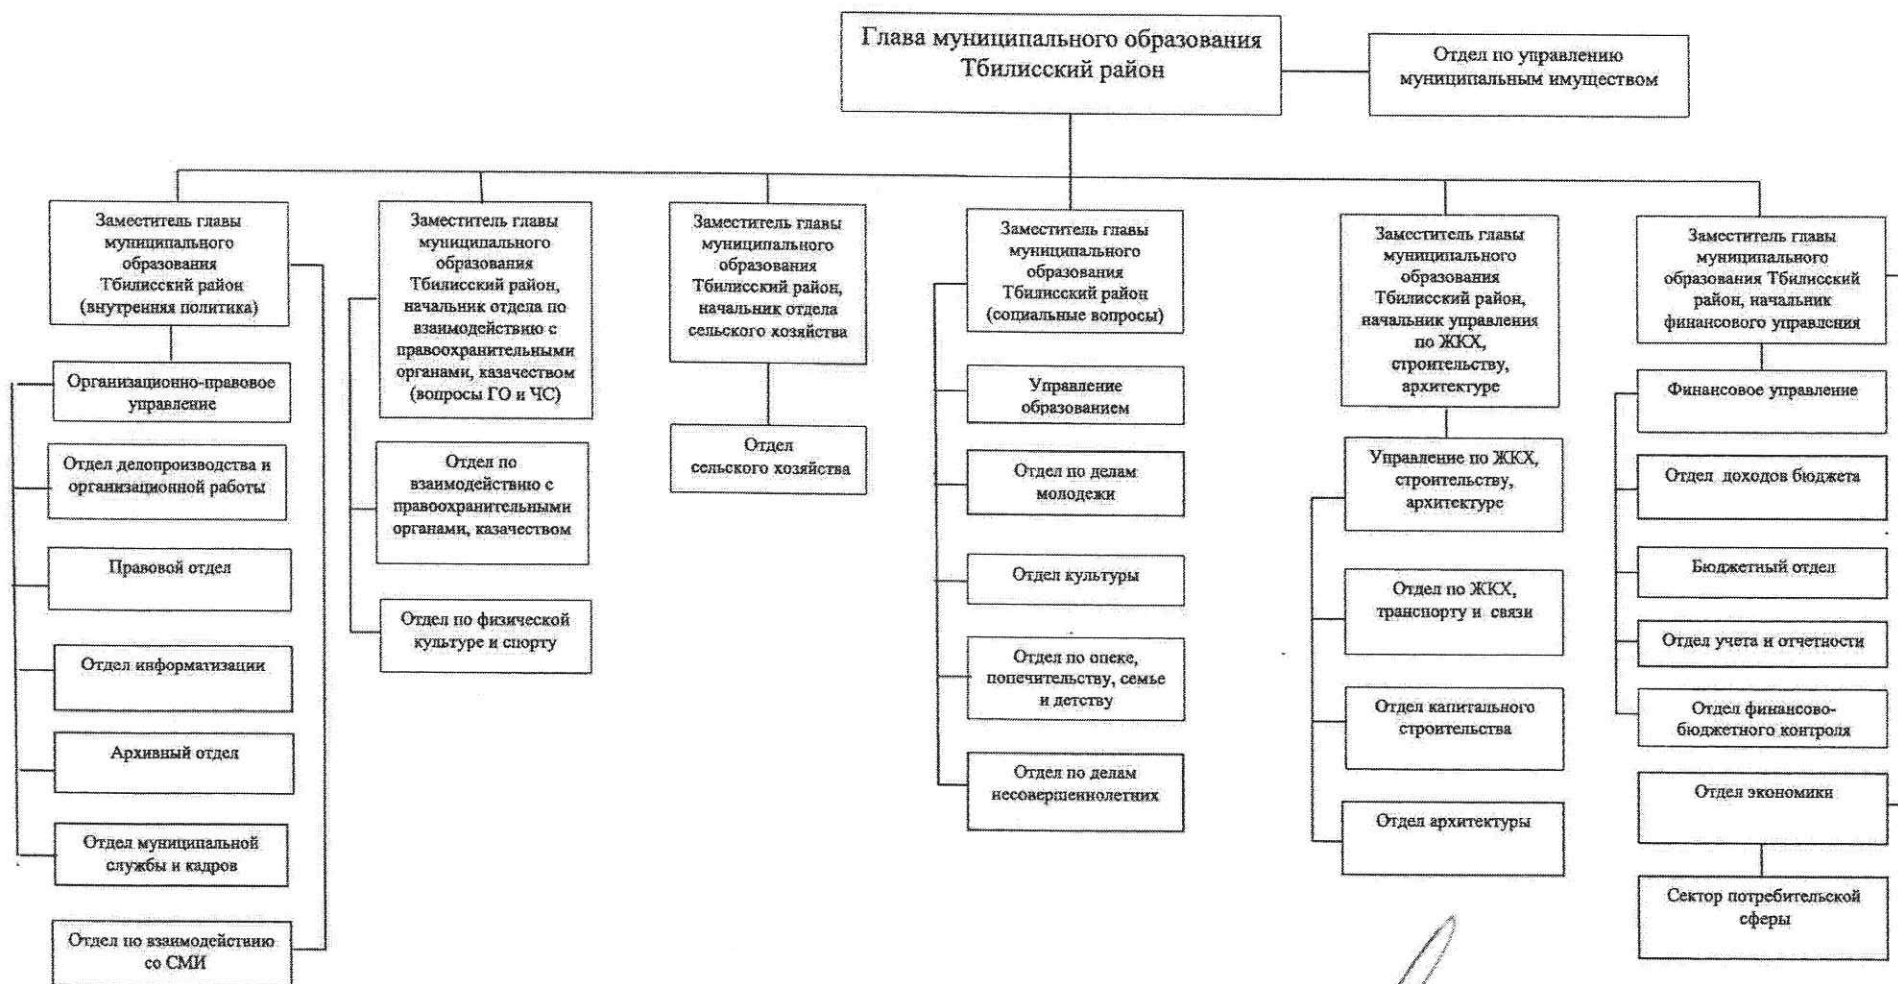 Глава муниципального образования
Тбилисский район
Отдел по управлению
муниципальным имуществом
Заместитель главы
муниципального
образования
Тбилисский район
(внутренняя политика)
Организационно-правовое
управление
Отдел делопроизводства и
организационной работы
Правовой отдел
Отдел информатизации
Архивный отдел
Отдел муниципальной
службы и кадров
Отдел по взаимодействию
со СМИ
Заместитель главы
муниципального
образования
Тбилисский район,
начальник отдела по
взаимодействию с
правоохранительными
органами, казачеством
(вопросы ГО и ЧС)
Отдел по
взаимодействию с
правоохранительными
органами, казачеством
Отдел по физической
культуре и спорту
Заместитель главы
муниципального
образования
Тбилисский район,
начальник отдела
сельского хозяйства
Отдел
сельского хозяйства
Заместитель главы
муниципального
образования
Тбилисский район
(социальные вопросы)
Управление
образованием
Отдел по делам
молодежи
Отдел культуры
Отдел по опеке,
попечительству, семье
и детству
Отдел по делам
несовершеннолетних
Заместитель главы
муниципального
образования
Тбилисский район,
начальник управления
по ЖКХ,
строительству,
архитектуре
Управление по ЖКХ,
строительству,
архитектуре
Отдел по ЖКХ,
транспорту и связи
Отдел капитального
строительства
Отдел архитектуры
Заместитель главы
муниципального
образования Тбилисский
район, начальник
финансового управления
Финансовое управление
Отдел доходов бюджета
Бюджетный отдел
Отдел учета и отчетности
Отдел финансово-
бюджетного контроля
Отдел экономики
Сектор потребительской
сферы